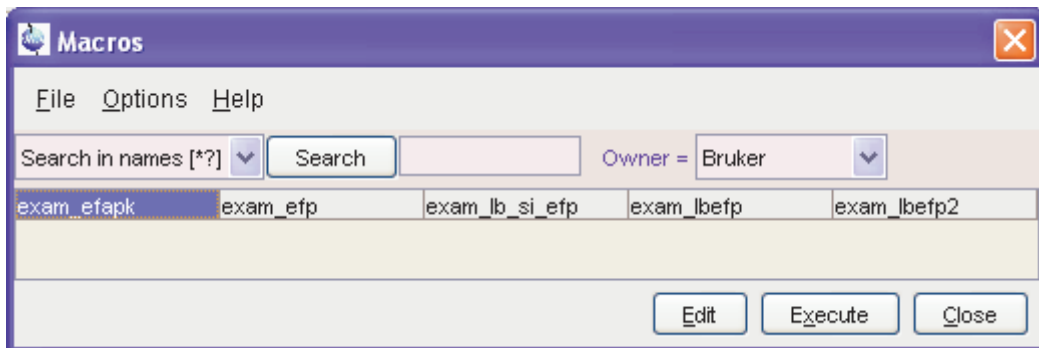 Macros
File Options Help
Search in names [*?] Search Owner = Bruker
exam_efapk exam_efp exam_lb_si_efp exam_lbefp exam_lbefp2
Edit Execute Close